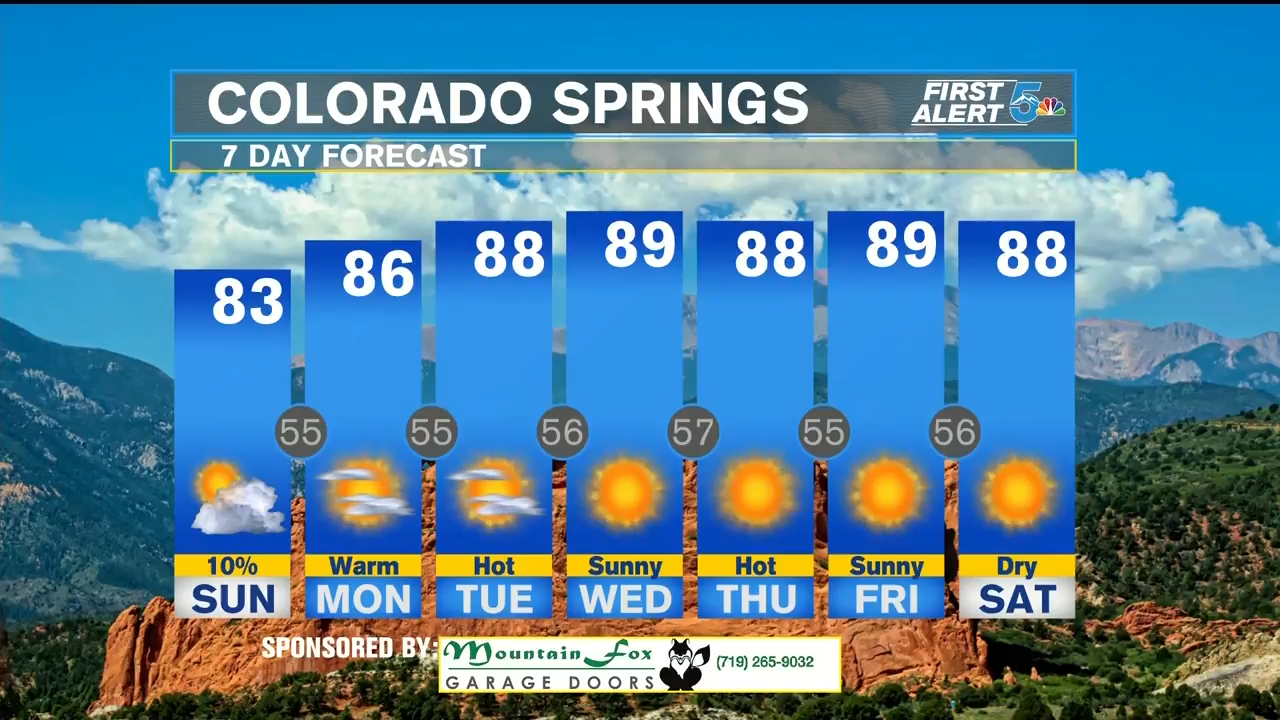 COLORADO SPRINGS
FIRST
ALERT 5
7 DAY FORECAST
83 86 88 89 88 89 88
55 55 56 57 55 56
10% Warm Hot Sunny Hot Sunny Dry
SUN MON TUE WED THU FRI SAT
SPONSORED BY:
Mountain Fox
GARAGE DOORS
(719) 265-9032